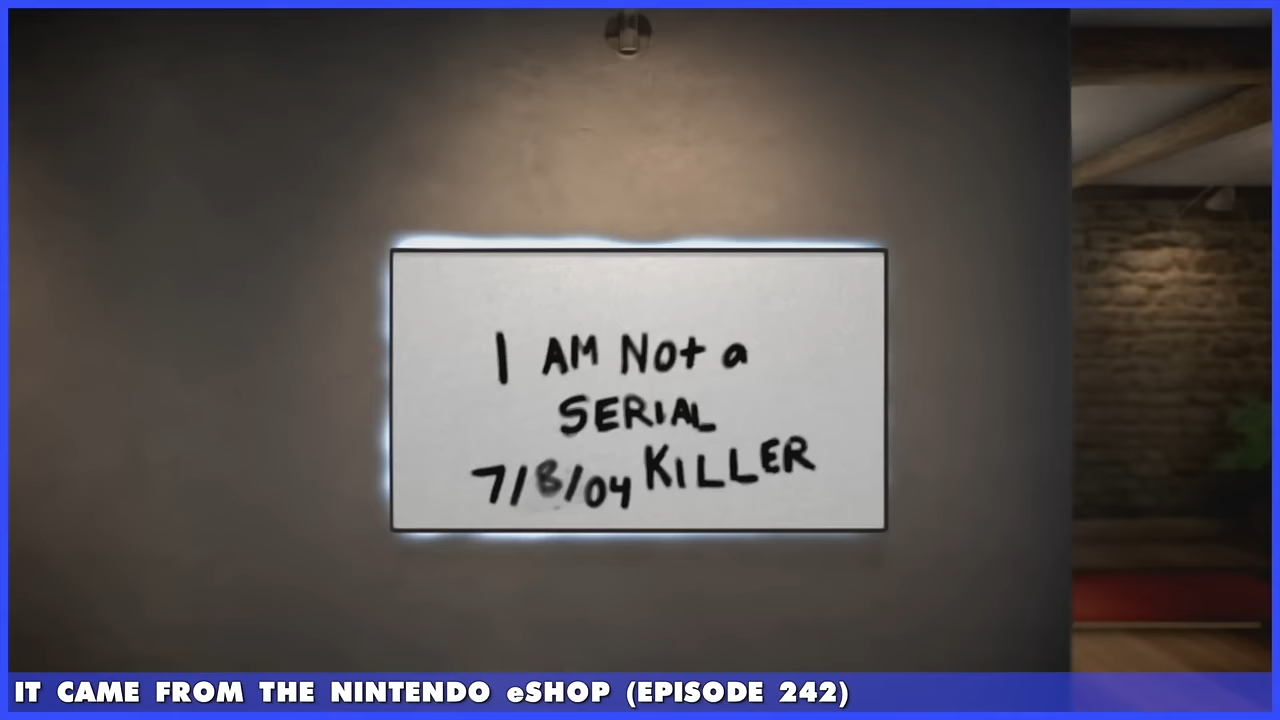 I AM Not a
SERIAL
7/8/04 KILLER
IT CAME FROM THE NINTENDO eSHOP (EPISODE 242)